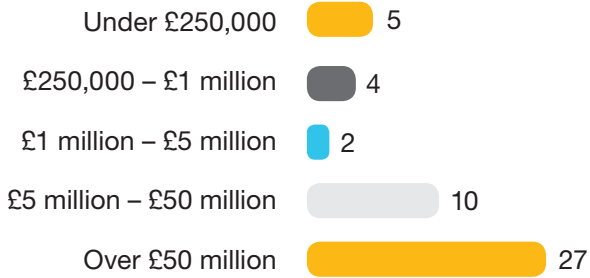 Under £250,000 5
£250,000 – £1 million 4
£1 million – £5 million 2
£5 million – £50 million 10
Over £50 million 27